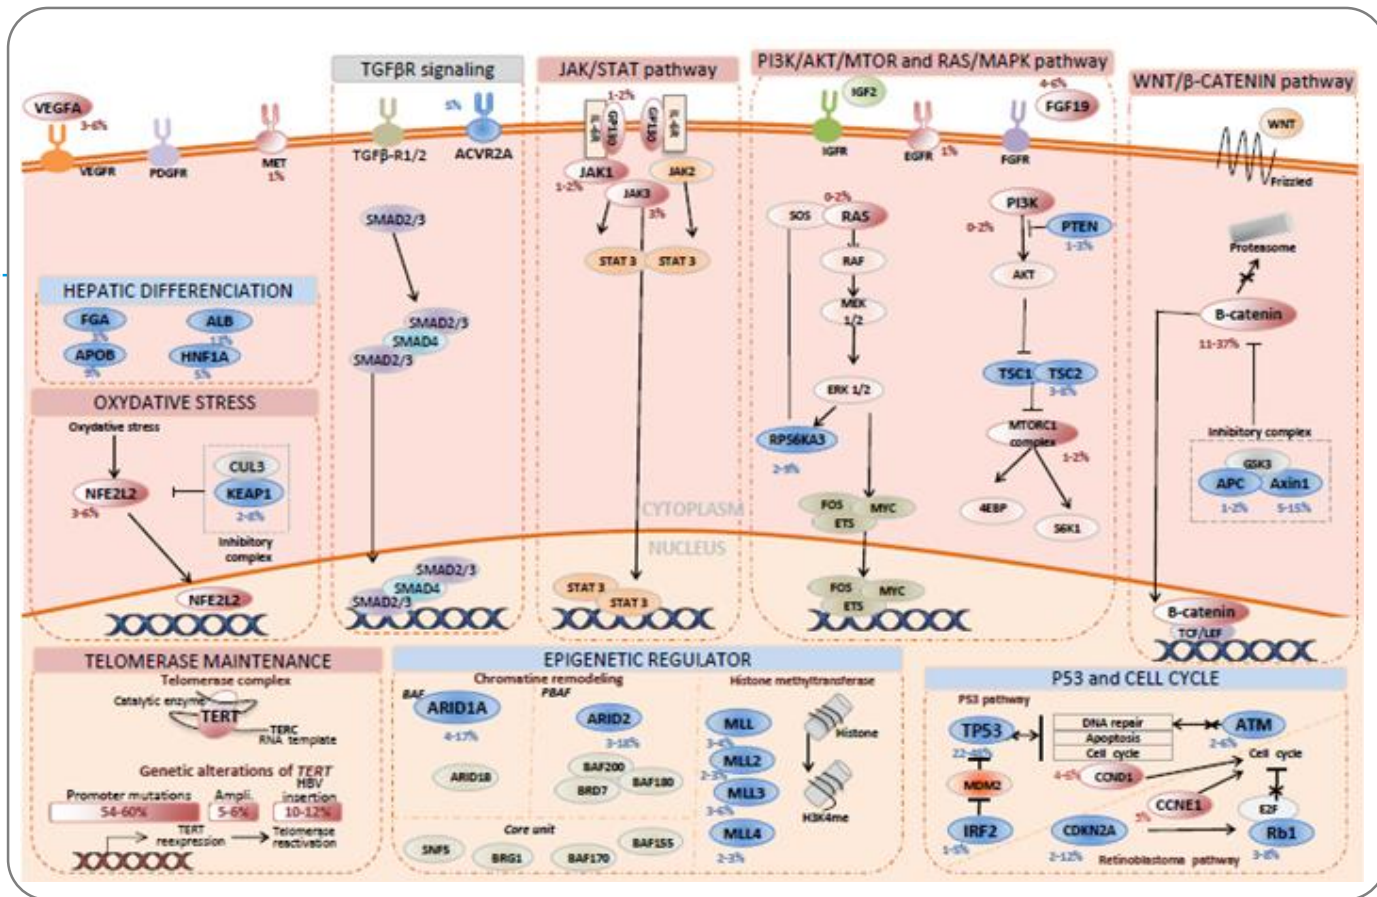 TGFβR signaling
JAK/STAT pathway
PI3K/AKT/MTOR and RAS/MAPK pathway
WNT/β-CATENIN pathway
VEGFA
3-6%
VEGFR
PDGFR
MET
1%
TGFβ-R1/2
5%
ACVR2A
SMAD2/3
SMAD2/3
SMAD4
SMAD2/3
SMAD2/3
SMAD4
SMAD2/3
1-2%
IL-6R
GP130
GP130
IL-6R
JAK1
1-2%
JAK2
JAK3
3%
STAT 3
STAT 3
STAT 3
STAT 3
IGF2
IGFR
EGFR
1%
4-6%
FGF19
FGFR
0-2%
SOS
RAS
RAF
MEK
1/2
ERK 1/2
RPS6KA3
2-9%
FOS
MYC
ETS
FOS
MYC
ETS
PI3K
0-2%
PTEN
1-3%
AKT
TSC1
TSC2
3-8%
MTORC1
complex
1-2%
4EBP
S6K1
WNT
Frizzled
Proteasome
B-catenin
11-37%
Inhibitory complex
GSK3
APC
Axin1
1-2%
5-15%
B-catenin
TCF/LEF
HEPATIC DIFFERENCIATION
FGA
ALB
13%
APOB
HNF1A
9%
5%
OXYDATIVE STRESS
Oxydative stress
NFE2L2
3-6%
CUL3
KEAP1
2-8%
Inhibitory
complex
NFE2L2
CYTOPLASM
NUCLEUS
TELOMERASE MAINTENANCE
Telomerase complex
Catalytic enzyme
TERT
TERC
RNA template
Genetic alterations of TERT
Promoter mutations
Ampli.
HBV
insertion
54-60%
5-6%
10-12%
TERT
reexpression
Telomerase
reactivation
EPIGENETIC REGULATOR
Chromatine remodeling
BAF
ARID1A
4-17%
ARID1B
PBAF
ARID2
3-18%
BAF200
BRD7
BAF180
Core unit
SNF5
BRG1
BAF170
BAF155
Histone methyltransferase
MLL
3-4%
MLL2
2-3%
MLL3
3-6%
MLL4
2-3%
Histone
H3K4me
P53 and CELL CYCLE
P53 pathway
TP53
DNA repair
Apoptosis
Cell cycle
ATM
2-6%
Cell cycle
MDM2
4-6%
CCND1
CCNE1
5%
IRF2
1-5%
CDKN2A
2-12%
E2F
Rb1
3-8%
Retinoblastoma pathway